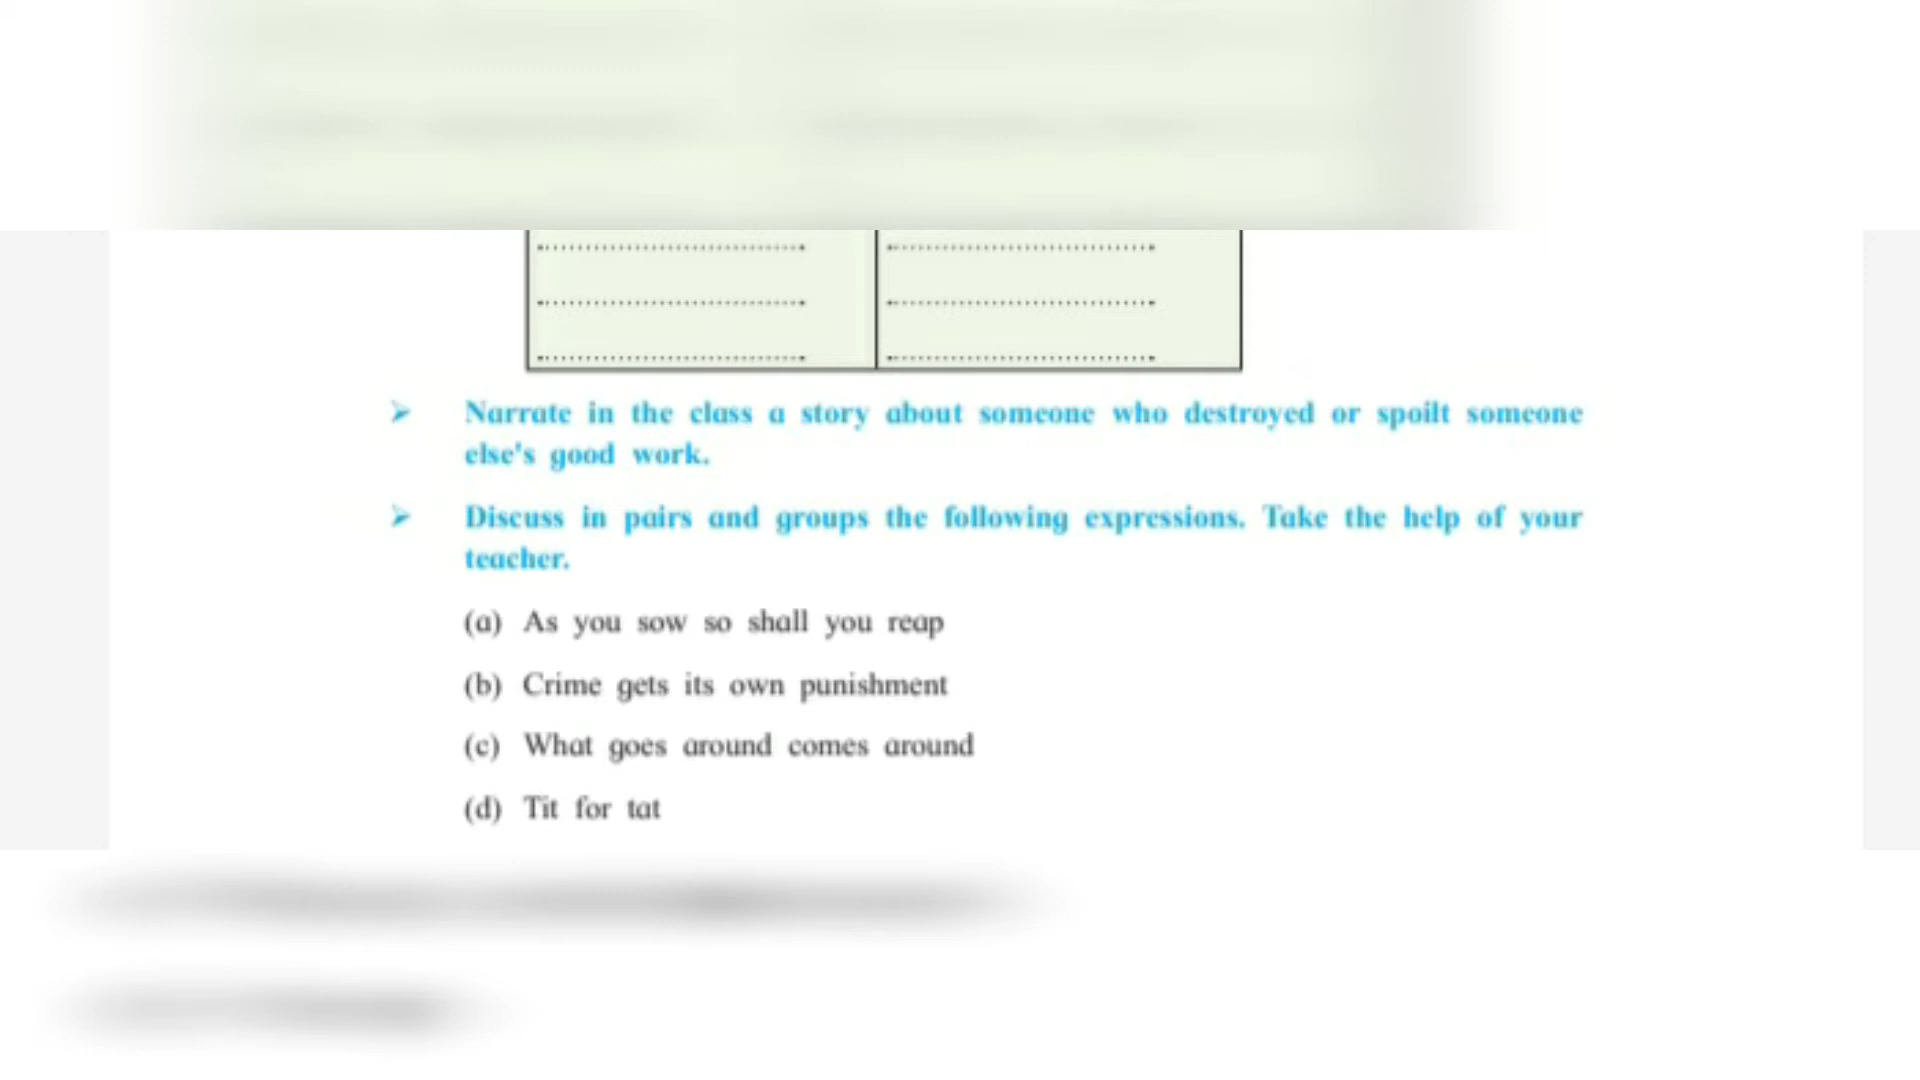 ➢ Narrate in the class a story about someone who destroyed or spoilt someone
else's good work.
➢ Discuss in pairs and groups the following expressions. Take the help of your
teacher.
(a) As you sow so shall you reap
(b) Crime gets its own punishment
(c) What goes around comes around
(d) Tit for tat